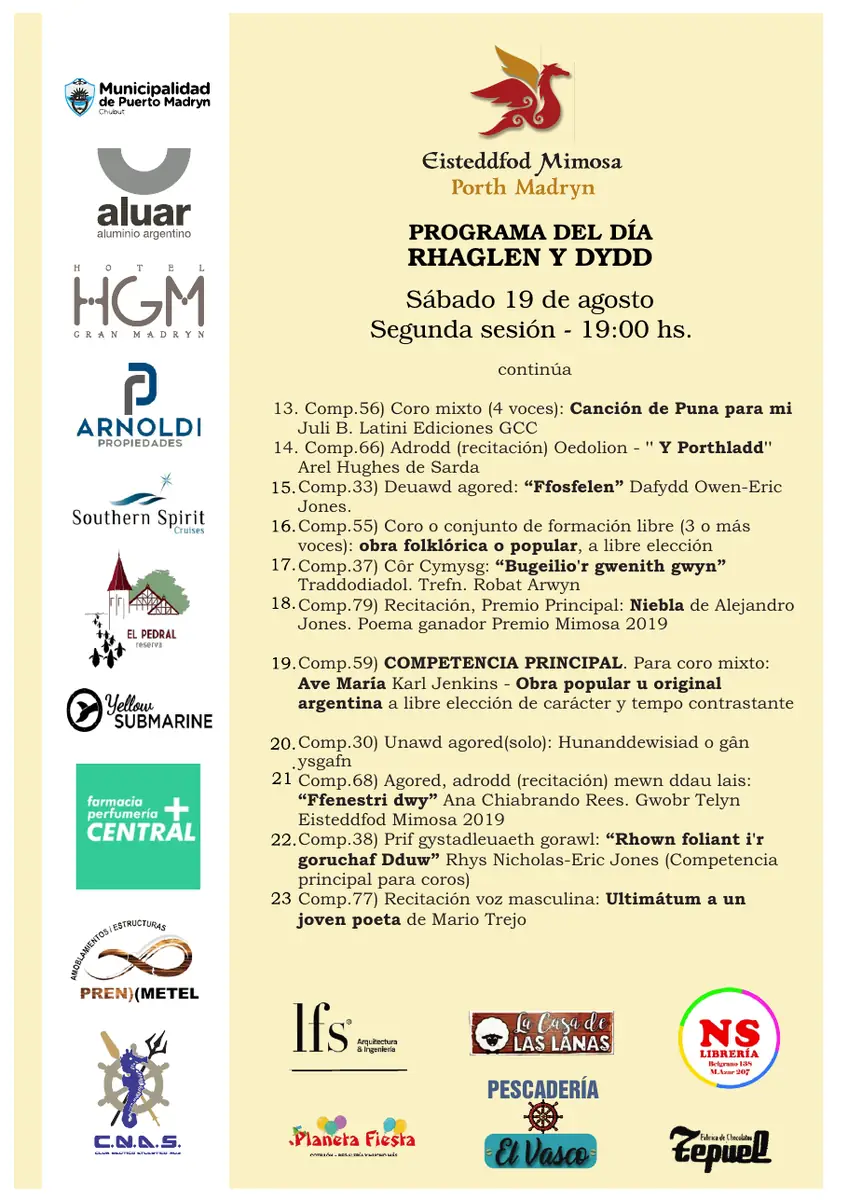 Municipalidad
de Puerto Madryn
Chubut
aluar
aluminio argentino
HOTEL
HGM
GRAN MADRYN
ARNOLDI
PROPIEDADES
Southern Spirit
Cruises
EL PEDRAL
reserva
Yellow
SUBMARINE
farmacia
perfumería
CENTRAL
AMOBLAMIENTOS / ESTRUCTURAS
PREN)(METEL
C.N.A.S.
Eisteddfod Mimosa
Porth Madryn
PROGRAMA DEL DÍA
RHAGLEN Y DYDD
Sábado 19 de agosto
Segunda sesión - 19:00 hs.
continúa
13. Comp.56) Coro mixto (4 voces): Canción de Puna para mi
Juli B. Latini Ediciones GCC
14. Comp.66) Adrodd (recitación) Oedolion - '' Y Porthladd''
Arel Hughes de Sarda
15.Comp.33) Deuawd agored: “Ffosfelen” Dafydd Owen-Eric
Jones.
16.Comp.55) Coro o conjunto de formación libre (3 o más
voces): obra folklórica o popular, a libre elección
17.Comp.37) Côr Cymysg: “Bugeilio'r gwenith gwyn”
Traddodiadol. Trefn. Robat Arwyn
18.Comp.79) Recitación, Premio Principal: Niebla de Alejandro
Jones. Poema ganador Premio Mimosa 2019
19.Comp.59) COMPETENCIA PRINCIPAL. Para coro mixto:
Ave María Karl Jenkins - Obra popular u original
argentina a libre elección de carácter y tempo contrastante
20.Comp.30) Unawd agored(solo): Hunanddewisiad o gân
.ysgafn
21 Comp.68) Agored, adrodd (recitación) mewn ddau lais:
“Ffenestri dwy” Ana Chiabrando Rees. Gwobr Telyn
Eisteddfod Mimosa 2019
22.Comp.38) Prif gystadleuaeth gorawl: “Rhown foliant i'r
goruchaf Dduw” Rhys Nicholas-Eric Jones (Competencia
principal para coros)
23 Comp.77) Recitación voz masculina: Ultimátum a un
joven poeta de Mario Trejo
lfs®
Arquitectura
& Ingeniería
La Casa de
LAS LANAS
NS
LIBRERÍA
Belgrano 138
M.Azar 207
Planeta Fiesta
COTILLÓN - REGALERÍA Y MUCHO MÁS
PESCADERÍA
El Vasco
Fabrica de Chocolates
Tepuel